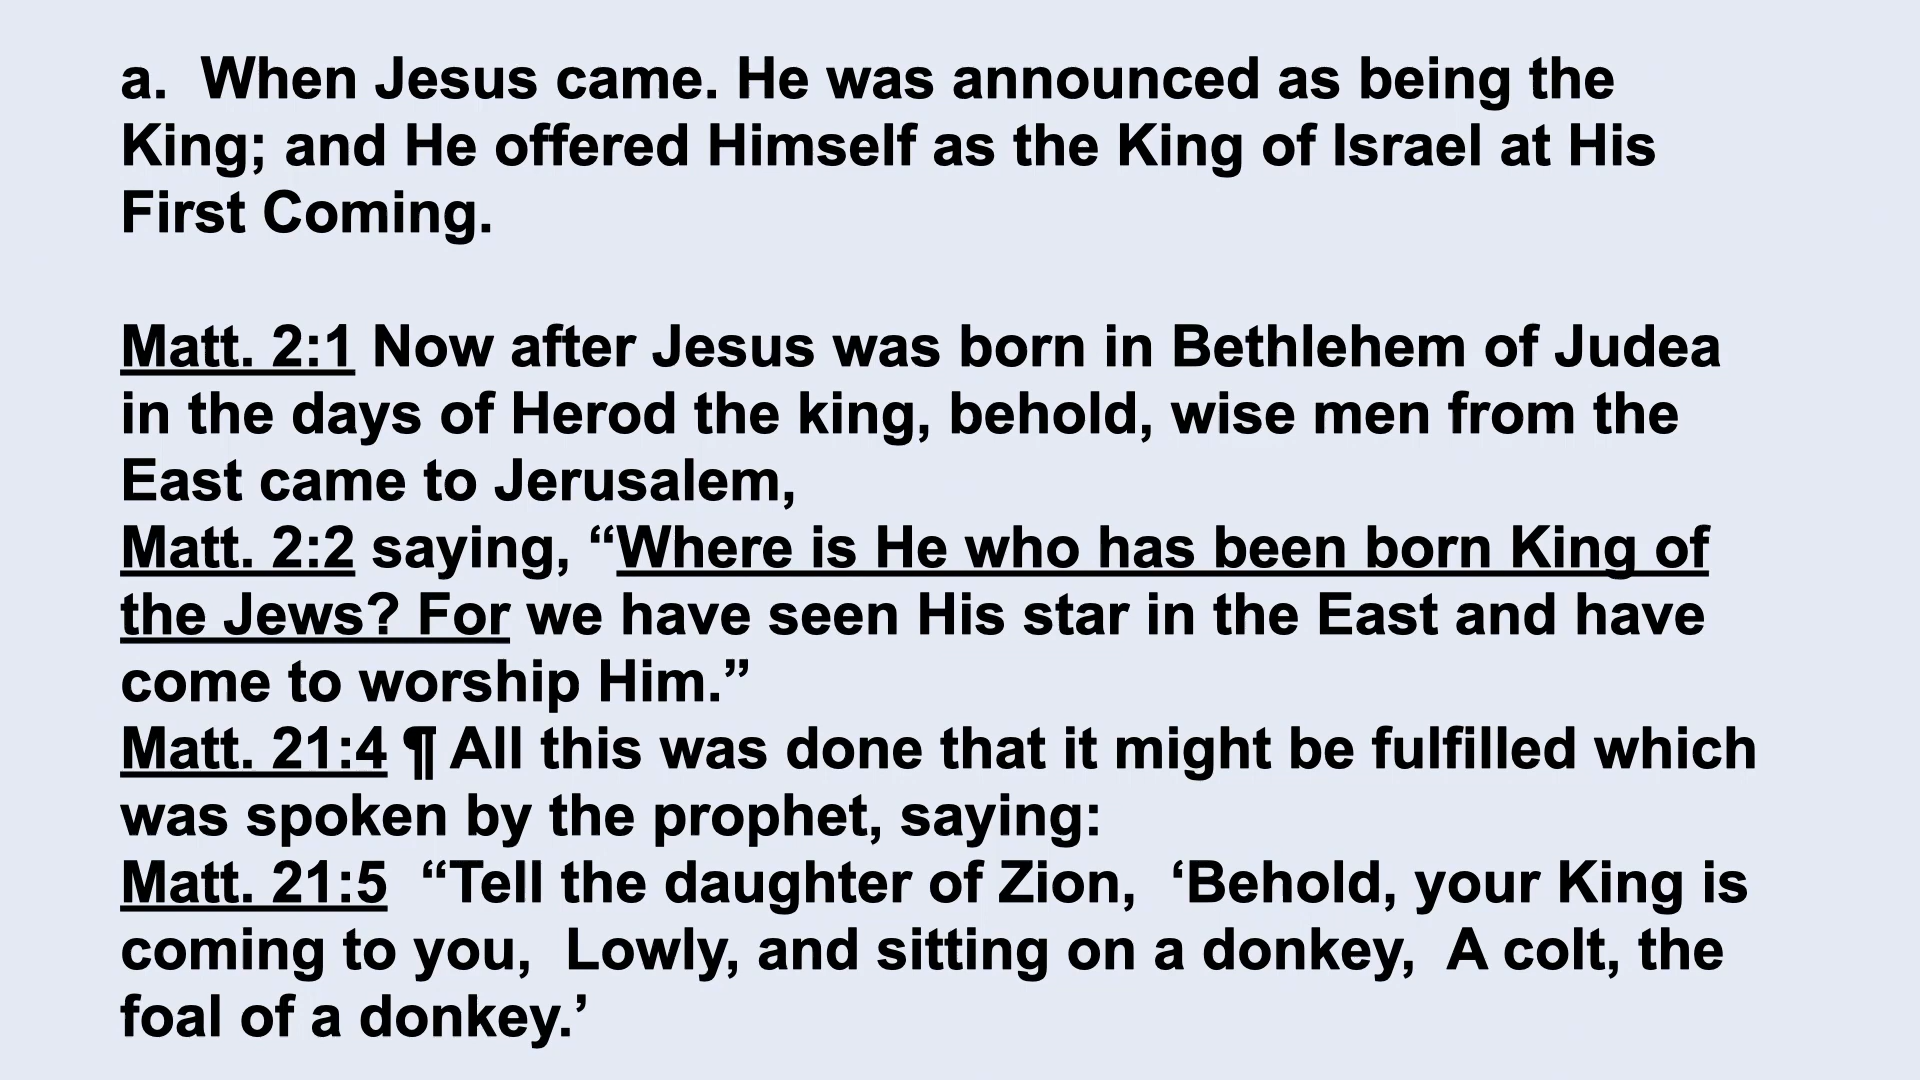 a.  When Jesus came. He was announced as being the
King; and He offered Himself as the King of Israel at His
First Coming.
Matt. 2:1 Now after Jesus was born in Bethlehem of Judea
in the days of Herod the king, behold, wise men from the
East came to Jerusalem,
Matt. 2:2 saying, “Where is He who has been born King of
the Jews? For we have seen His star in the East and have
come to worship Him.”
Matt. 21:4 ¶ All this was done that it might be fulfilled which
was spoken by the prophet, saying:
Matt. 21:5  “Tell the daughter of Zion,  ‘Behold, your King is
coming to you,  Lowly, and sitting on a donkey,  A colt, the
foal of a donkey.’